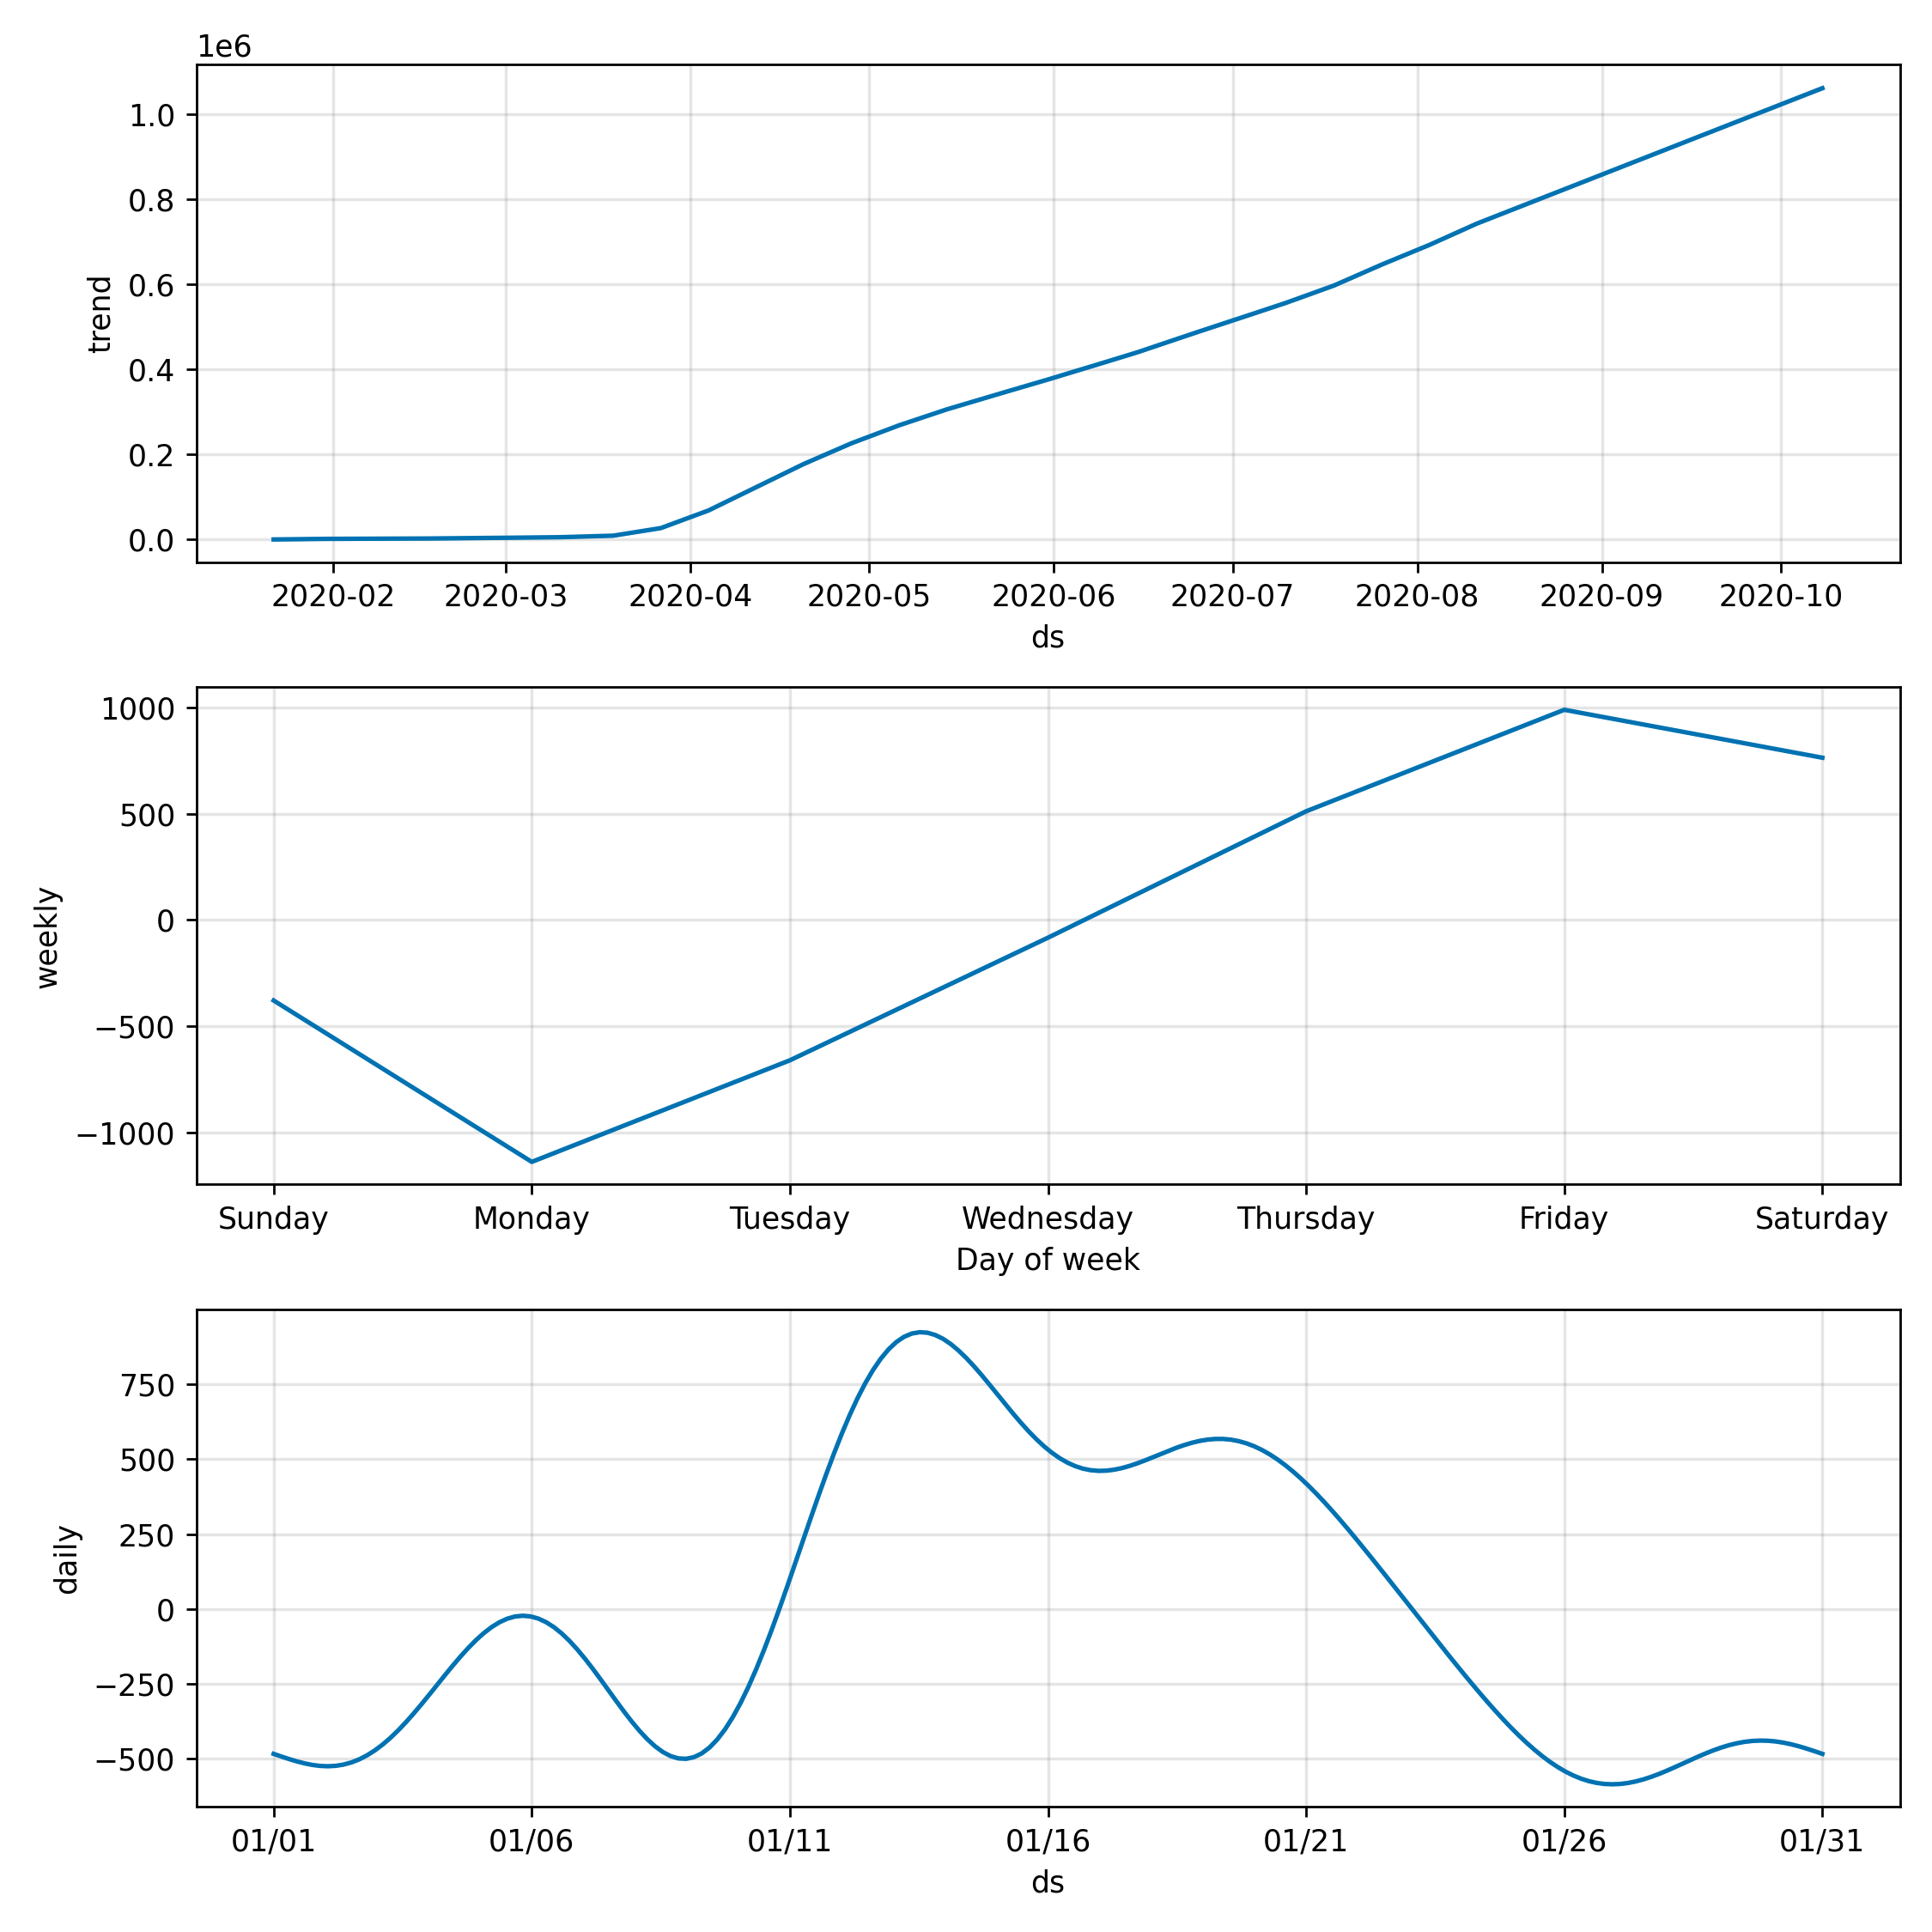 1e6
1.0
0.8
0.6
0.4
0.2
0.0
trend
2020-02 2020-03 2020-04 2020-05 2020-06 2020-07 2020-08 2020-09 2020-10
ds
1000
500
0
−500
−1000
weekly
Sunday Monday Tuesday Wednesday Thursday Friday Saturday
Day of week
750
500
250
0
−250
−500
daily
01/01 01/06 01/11 01/16 01/21 01/26 01/31
ds